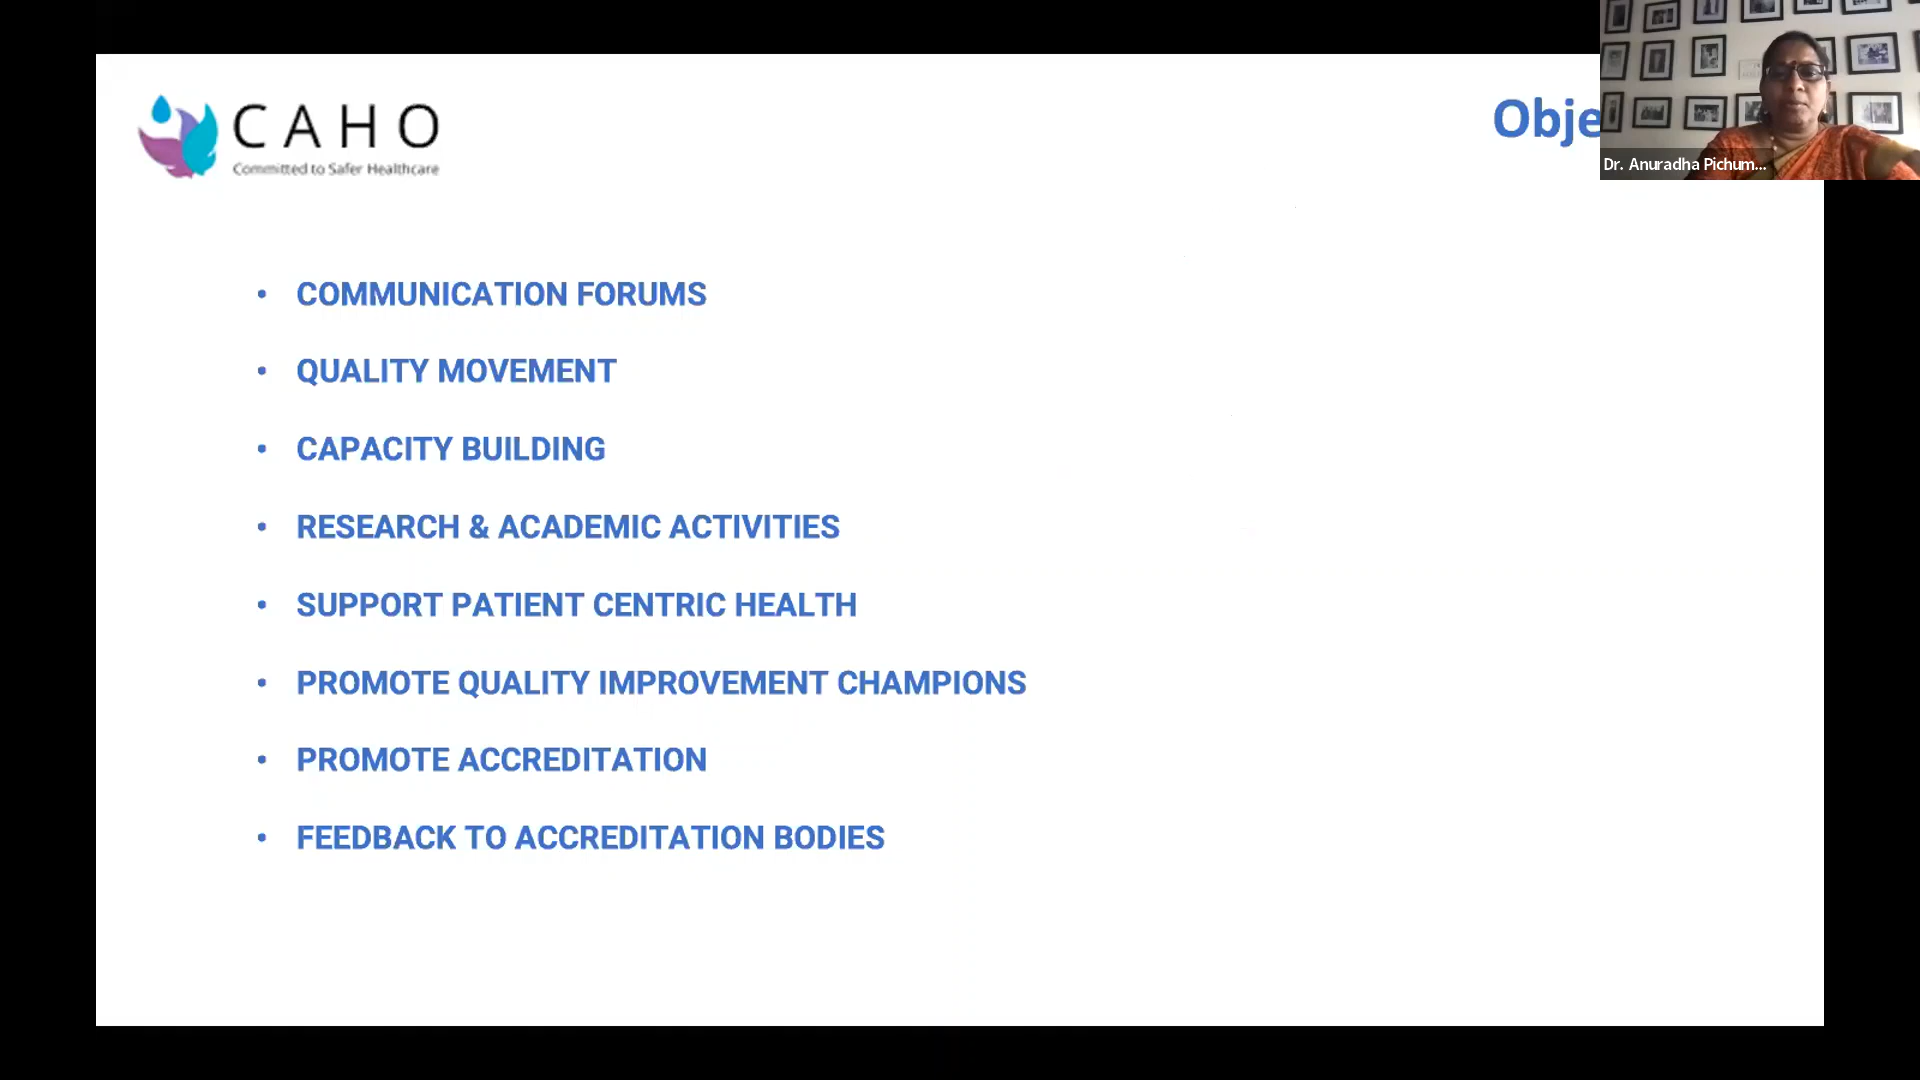 CAHO
Committed to Safer Healthcare
Obje
Dr. Anuradha Pichum...
• COMMUNICATION FORUMS
• QUALITY MOVEMENT
• CAPACITY BUILDING
• RESEARCH & ACADEMIC ACTIVITIES
• SUPPORT PATIENT CENTRIC HEALTH
• PROMOTE QUALITY IMPROVEMENT CHAMPIONS
• PROMOTE ACCREDITATION
• FEEDBACK TO ACCREDITATION BODIES